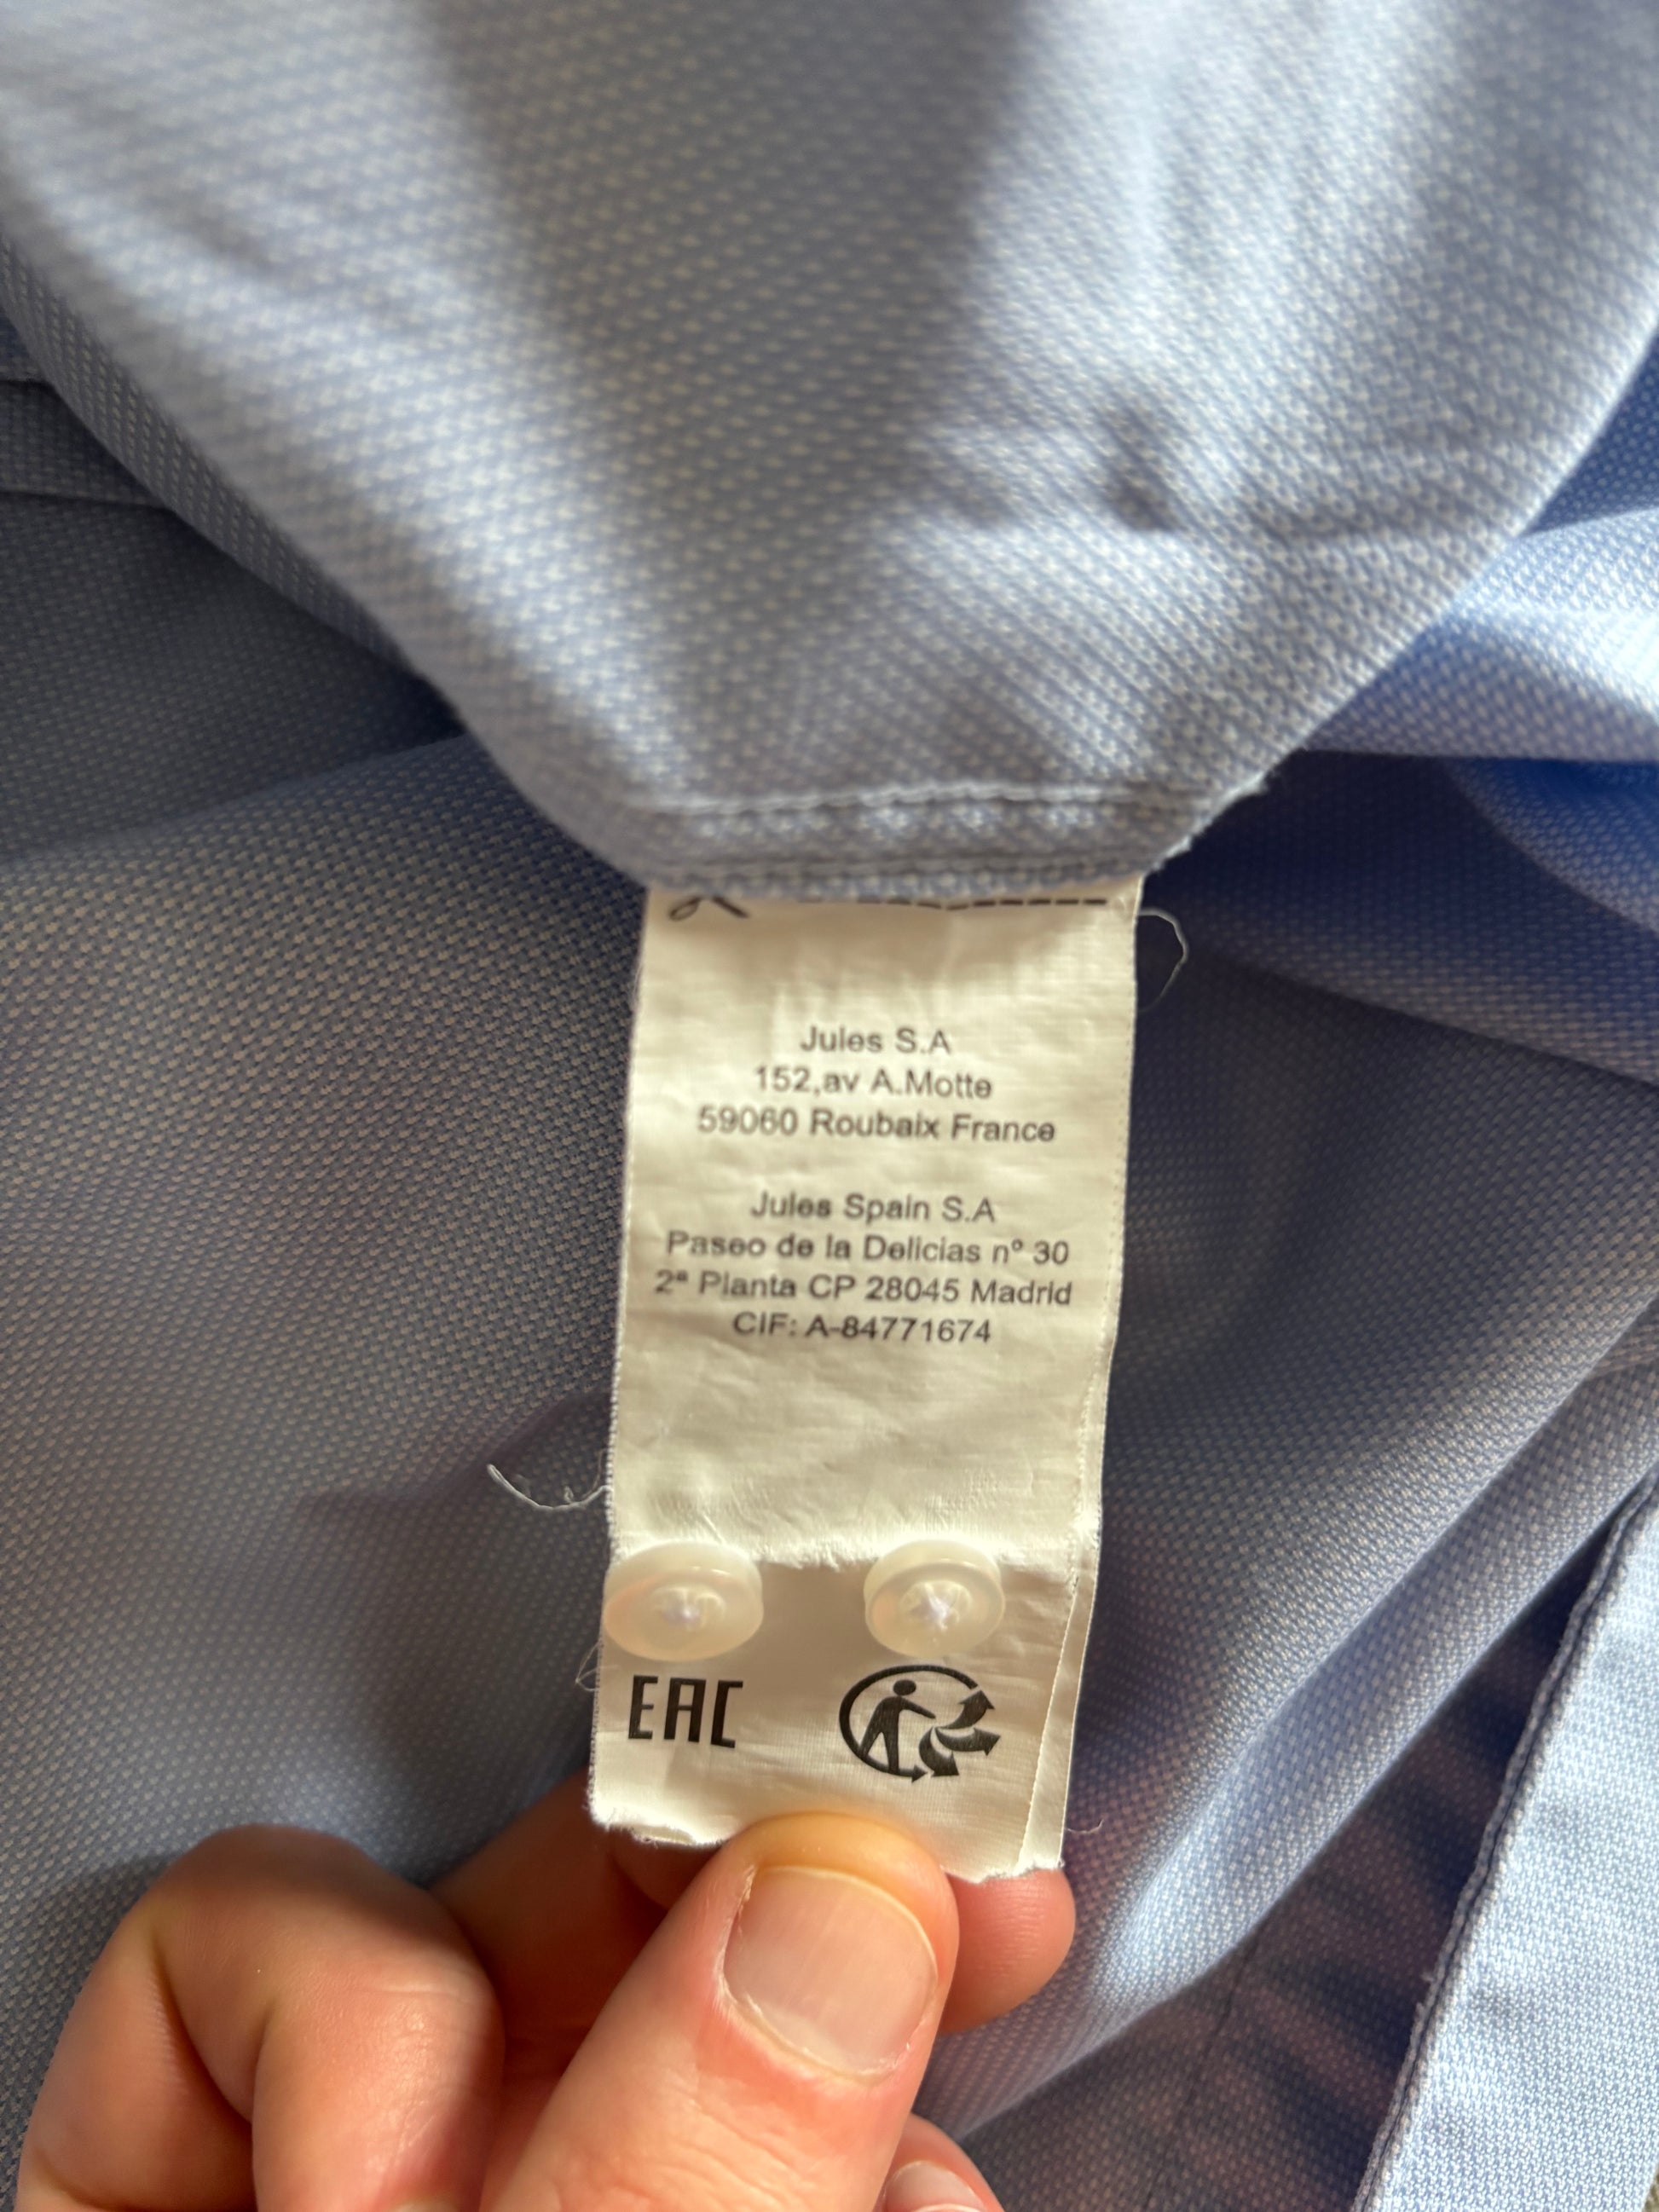 Jules S.A
152,av A.Motte
59060 Roubaix France
Jules Spain S.A
Paseo de la Delicias nº 30
2ª Planta CP 28045 Madrid
CIF: A-84771674
EAC